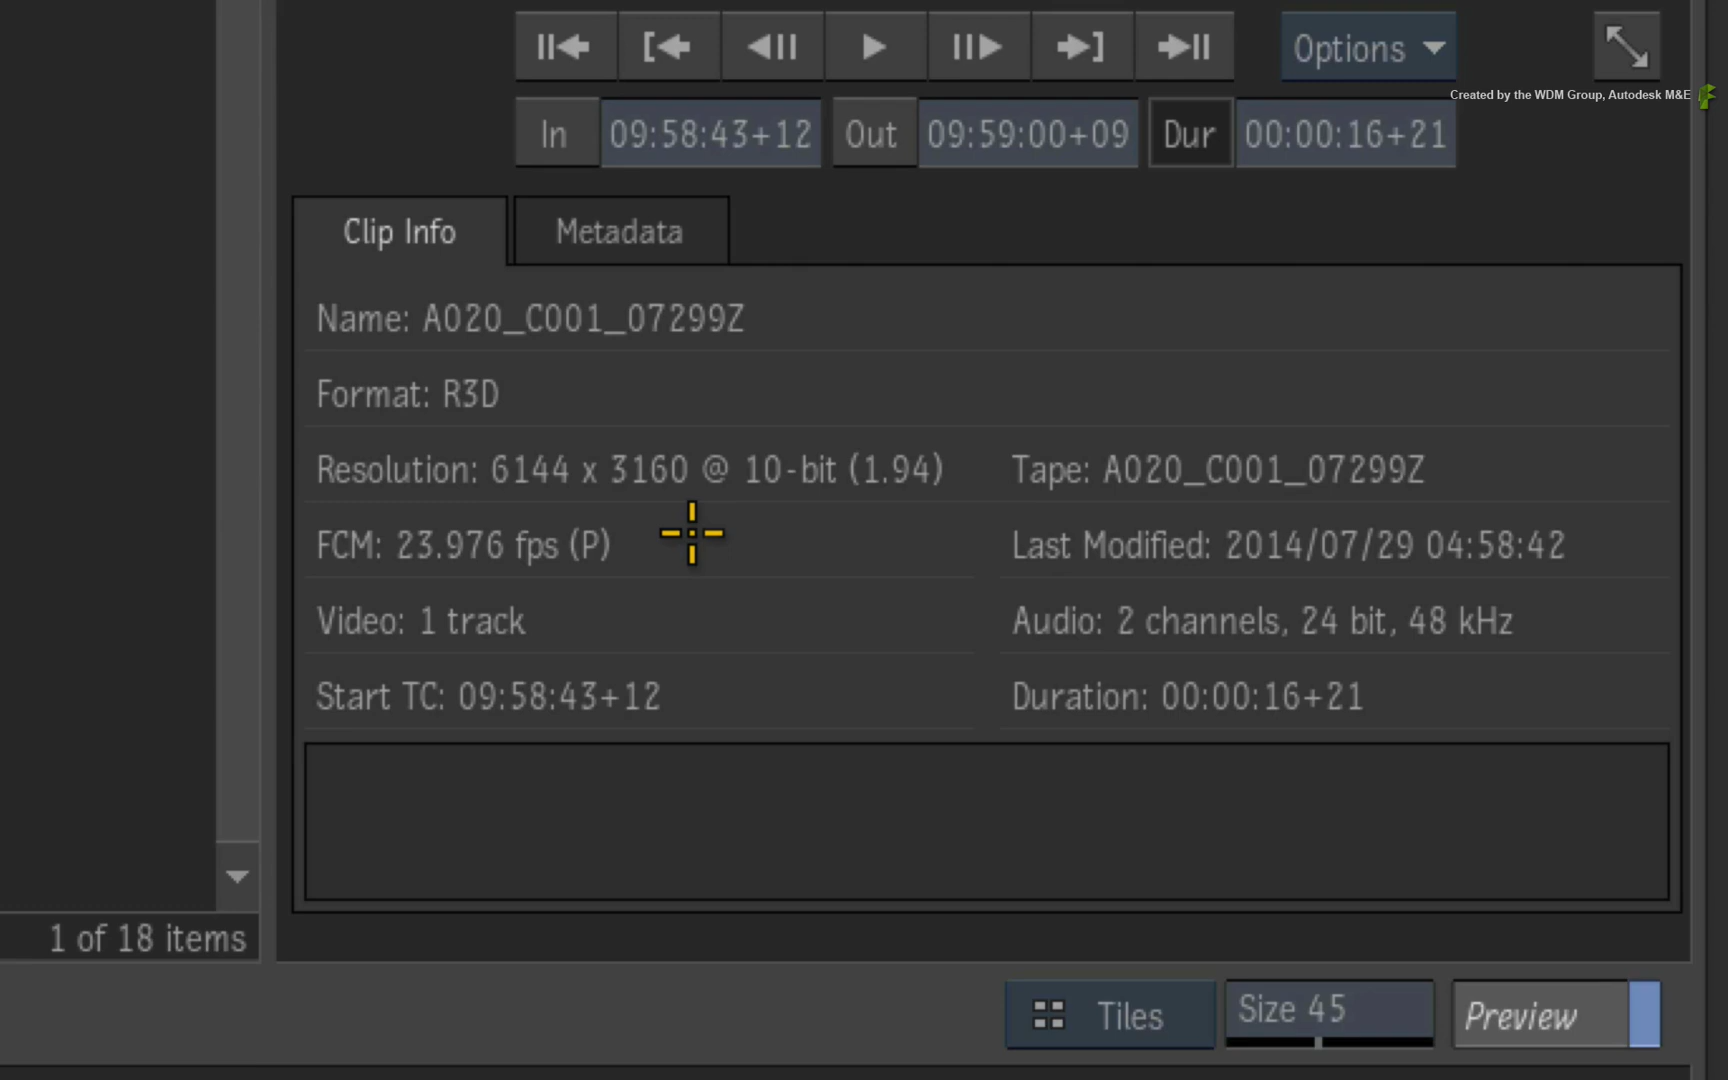 Options
Created by the WDM Group, Autodesk M&E
In 09:58:43+12 Out 09:59:00+09 Dur 00:00:16+21
Clip Info Metadata
Name: A020_C001_07299Z
Format: R3D
Resolution: 6144 x 3160 @ 10-bit (1.94) Tape: A020_C001_07299Z
FCM: 23.976 fps (P) Last Modified: 2014/07/29 04:58:42
Video: 1 track Audio: 2 channels, 24 bit, 48 kHz
Start TC: 09:58:43+12 Duration: 00:00:16+21
1 of 18 items
Tiles Size 45 Preview